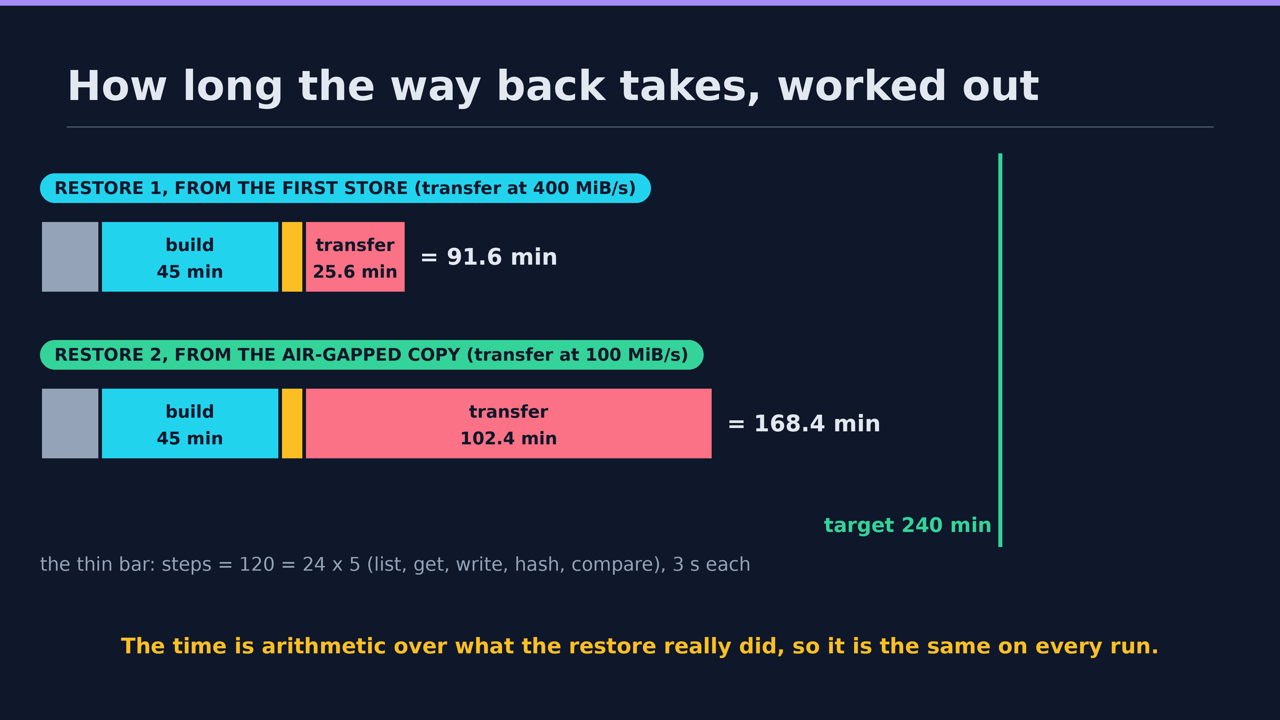 How long the way back takes, worked out
RESTORE 1, FROM THE FIRST STORE (transfer at 400 MiB/s)
build
45 min
transfer
25.6 min
= 91.6 min
RESTORE 2, FROM THE AIR-GAPPED COPY (transfer at 100 MiB/s)
build
45 min
transfer
102.4 min
= 168.4 min
target 240 min
the thin bar: steps = 120 = 24 x 5 (list, get, write, hash, compare), 3 s each
The time is arithmetic over what the restore really did, so it is the same on every run.